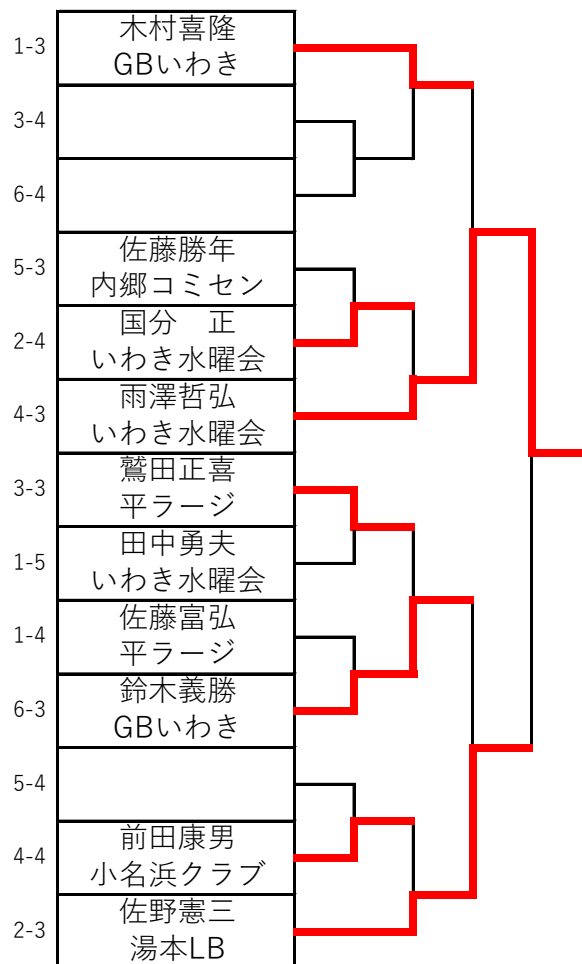 1-3
木村喜隆
GBいわき
3-4
6-4
5-3
佐藤勝年
内郷コミセン
2-4
国分　正
いわき水曜会
4-3
雨澤哲弘
いわき水曜会
3-3
鷲田正喜
平ラージ
1-5
田中勇夫
いわき水曜会
1-4
佐藤富弘
平ラージ
6-3
鈴木義勝
GBいわき
5-4
4-4
前田康男
小名浜クラブ
2-3
佐野憲三
湯本LB